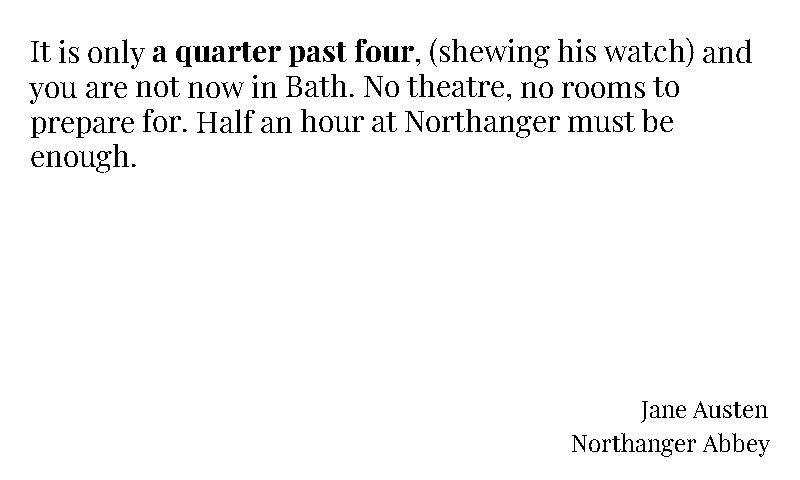 It is only a quarter past four, (shewing his watch) and
you are not now in Bath. No theatre, no rooms to
prepare for. Half an hour at Northanger must be
enough.
Jane Austen
Northanger Abbey